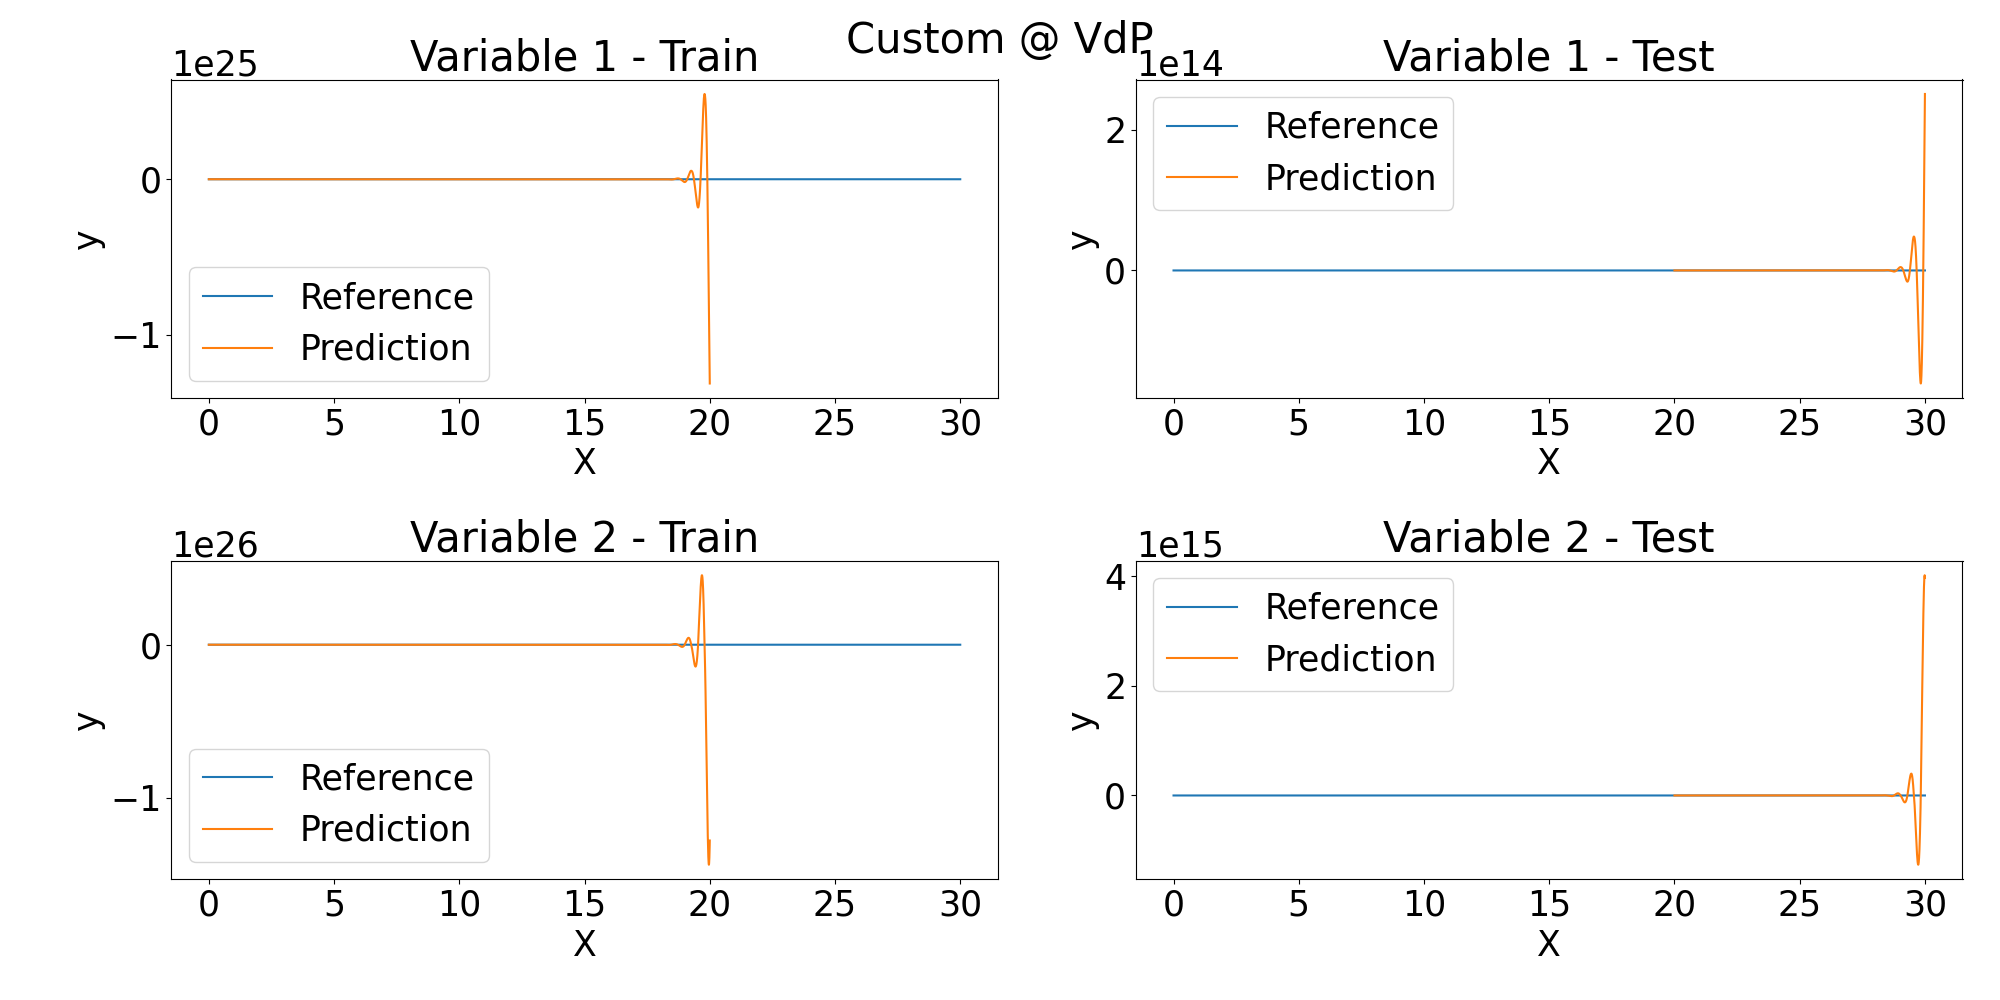 Custom @ VdP
Variable 1 - Train
1e25
0
−1
y
Reference
Prediction
0 5 10 15 20 25 30
X
Variable 1 - Test
1e14
2
0
y
Reference
Prediction
0 5 10 15 20 25 30
X
Variable 2 - Train
1e26
0
−1
y
Reference
Prediction
0 5 10 15 20 25 30
X
Variable 2 - Test
1e15
4
2
0
y
Reference
Prediction
0 5 10 15 20 25 30
X